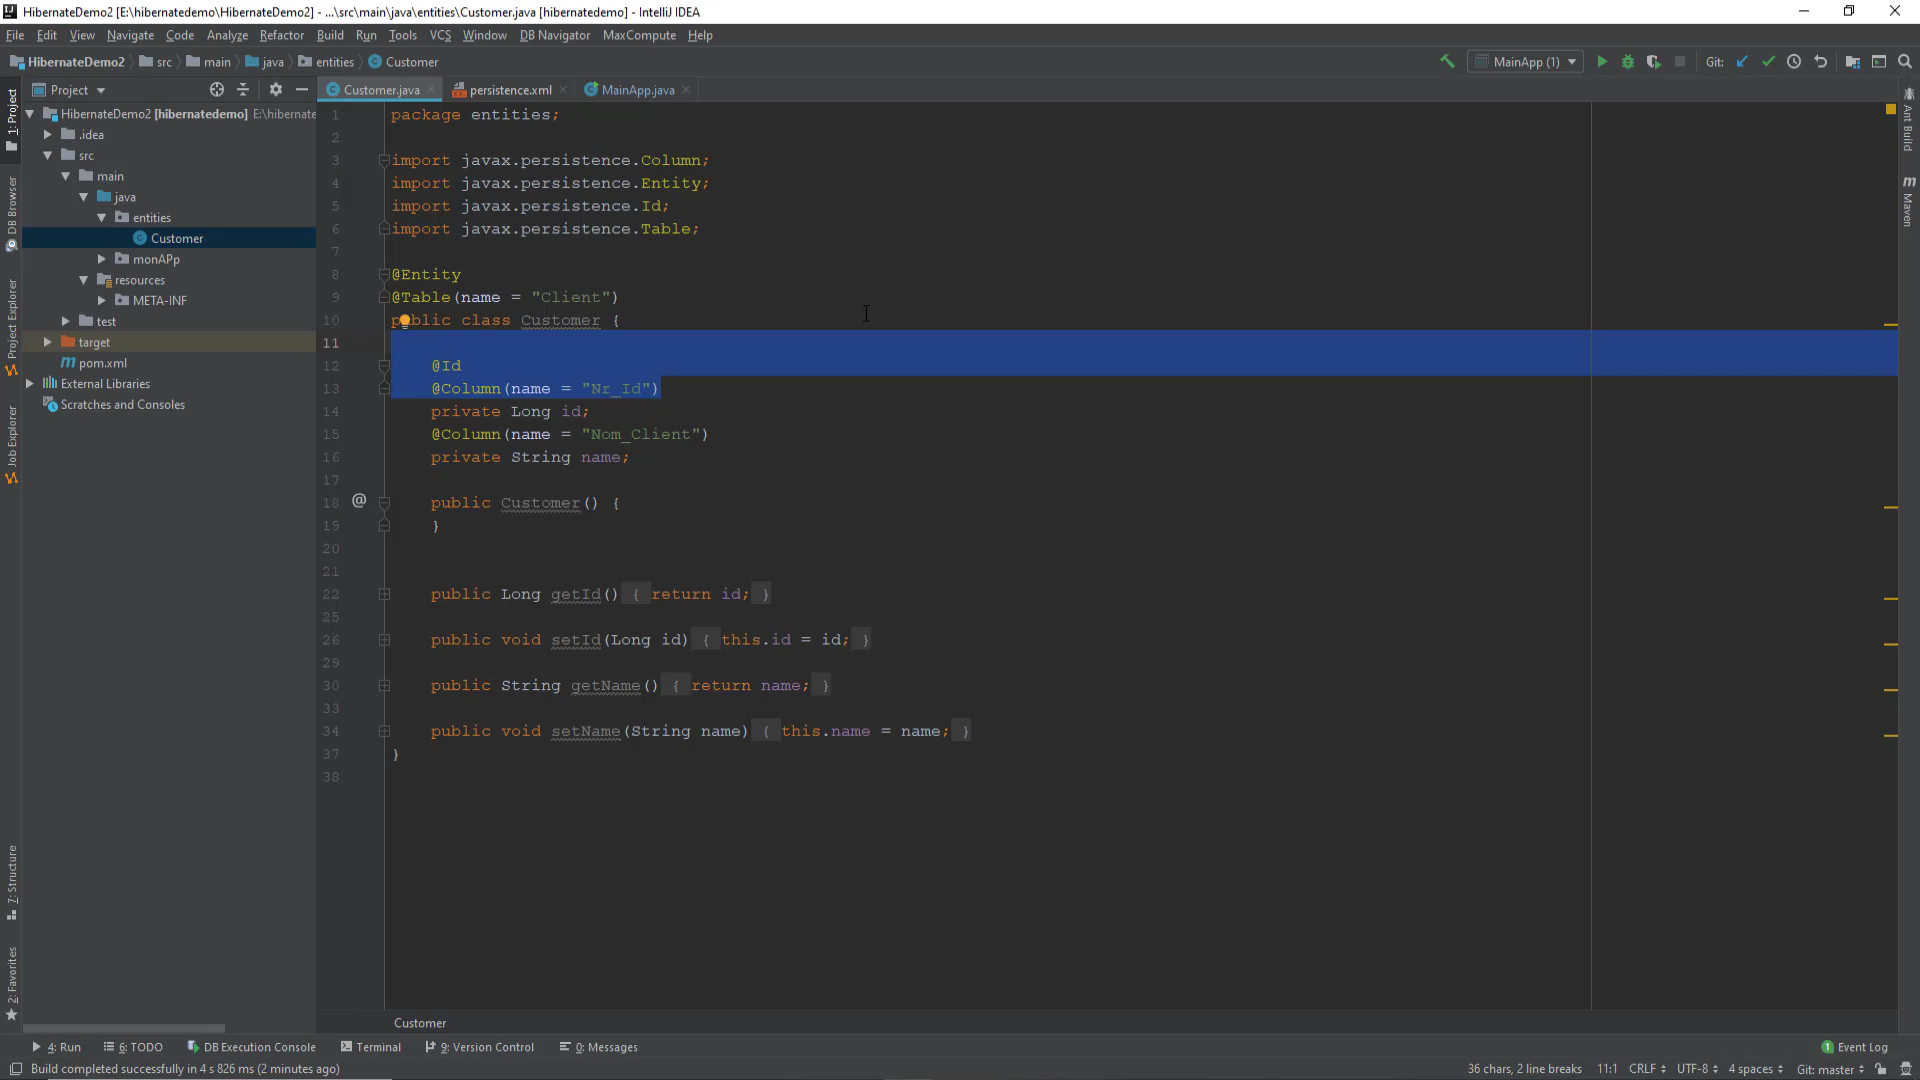 HibernateDemo2 [E:\hibernatedemo\HibernateDemo2] - ...\src\main\java\entities\Customer.java [hibernatedemo] - IntelliJ IDEA
File Edit View Navigate Code Analyze Refactor Build Run Tools VCS Window DB Navigator MaxCompute Help
HibernateDemo2 src main java entities Customer MainApp (1) Git:
Project Customer.java persistence.xml MainApp.java
HibernateDemo2 [hibernatedemo] E:\hibernate
.idea
src
main
java
entities
Customer
monAPp
resources
META-INF
test
target
pom.xml
External Libraries
Scratches and Consoles
1: Project
DB Browser
Project Explorer
Job Explorer
7: Structure
2: Favorites
1 package entities;
2
3 import javax.persistence.Column;
4 import javax.persistence.Entity;
5 import javax.persistence.Id;
6 import javax.persistence.Table;
7
8 @Entity
9 @Table(name = "Client")
10 public class Customer {
11
12 @Id
13 @Column(name = "Nr_Id")
14 private Long id;
15 @Column(name = "Nom_Client")
16 private String name;
17
18 @ public Customer() {
19 }
20
21
22 public Long getId() { return id; }
25
26 public void setId(Long id) { this.id = id; }
29
30 public String getName() { return name; }
33
34 public void setName(String name) { this.name = name; }
37 }
38
Ant Build
Maven
Customer
4: Run 6: TODO DB Execution Console Terminal 9: Version Control 0: Messages 1 Event Log
Build completed successfully in 4 s 826 ms (2 minutes ago) 36 chars, 2 line breaks 11:1 CRLF UTF-8 4 spaces Git: master